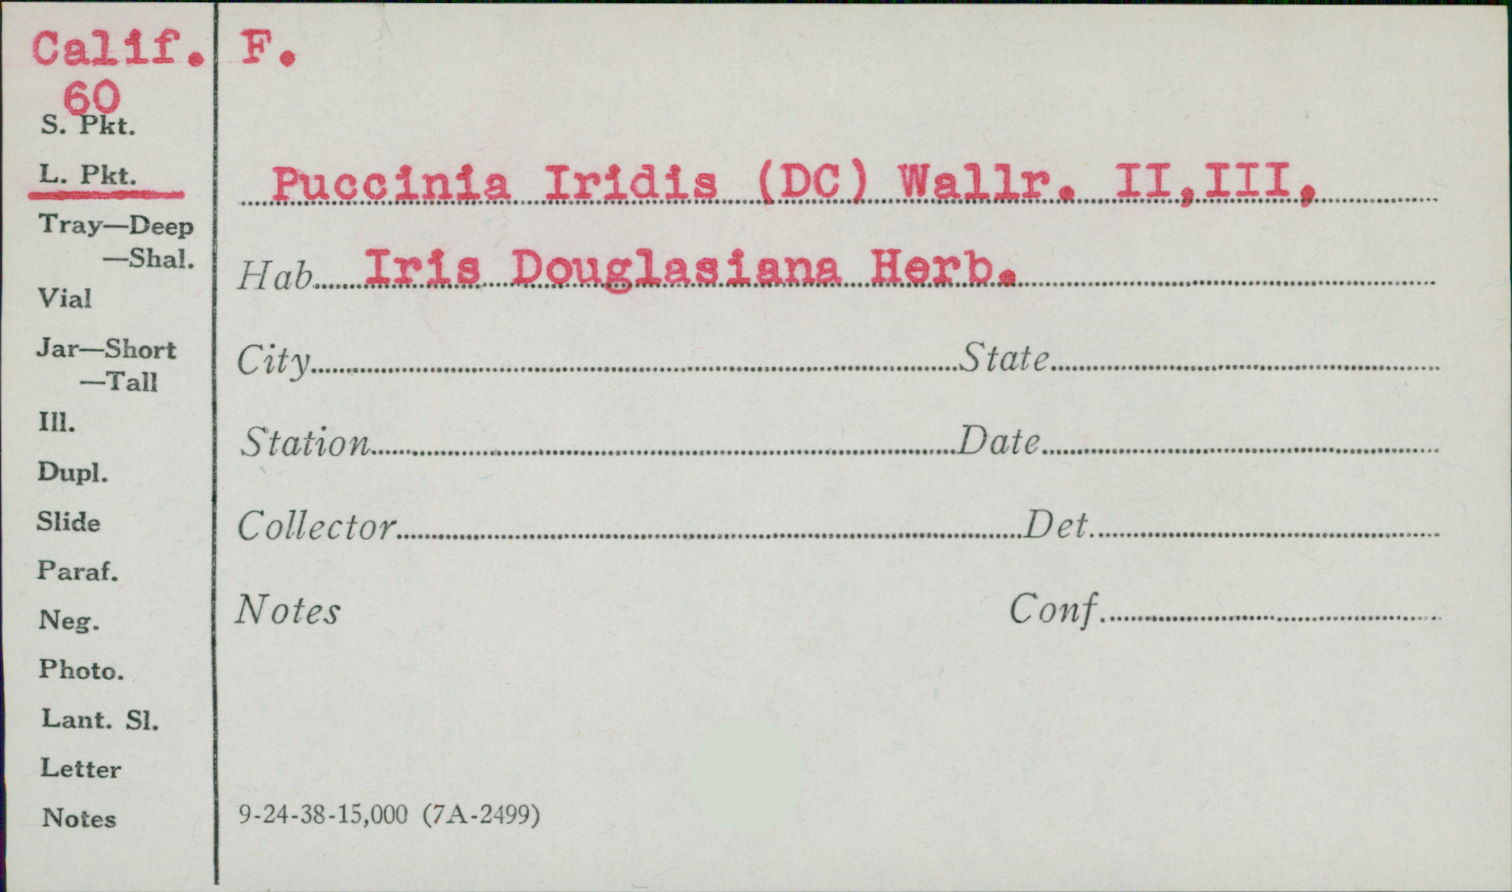 Calif. F.
60
S. Pkt.
L. Pkt.
Tray—Deep
—Shal.
Vial
Jar—Short
—Tall
Ill.
Dupl.
Slide
Paraf.
Neg.
Photo.
Lant. Sl.
Letter
Notes
Puccinia Iridis (DC) Wallr. II,III,
Hab. Iris Douglasiana Herb.
City State
Station Date
Collector Det.
Notes Conf.
9-24-38-15,000 (7A-2499)